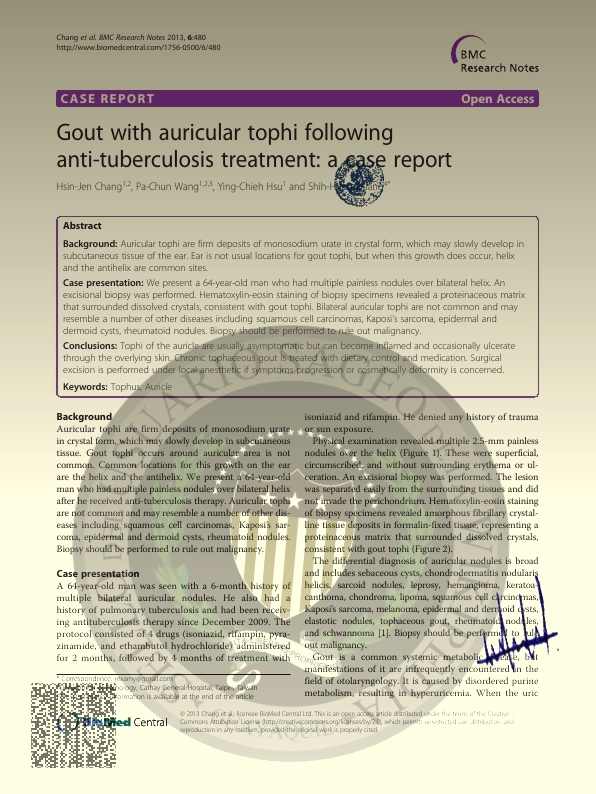 Chang et al. BMC Research Notes 2013, 6:480
http://www.biomedcentral.com/1756-0500/6/480
BMC
Research Notes
CASE REPORT
Open Access
Gout with auricular tophi following
anti-tuberculosis treatment: a case report
Hsin-Jen Chang1,2, Pa-Chun Wang1,2,3, Ying-Chieh Hsu1 and
Abstract
Background: Auricular tophi are firm deposits of monosodium urate in crystal form, which may slowly develop in
subcutaneous tissue of the ear. Ear is not usual locations for gout tophi, but when this growth does occur, helix
and the antihelix are common sites.
Case presentation: We present a 64-year-old man who had multiple painless nodules over bilateral helix. An
excisional biopsy was performed. Hematoxylin-eosin staining of biopsy specimens revealed a proteinaceous matrix
that surrounded dissolved crystals, consistent with gout tophi. Bilateral auricular tophi are not common and may
resemble a number of other diseases including squamous cell carcinomas, Kaposi's sarcoma, epidermal and
dermoid cysts, rheumatoid nodules. Biopsy should be performed to rule out malignancy.
Conclusions: Tophi of the auricle are usually asymptomatic but can become inflamed and occasionally ulcerate
through the overlying skin. Chronic tophaceous gout is treated with dietary control and medication. Surgical
excision is performed under local anesthetic if symptoms progression or cosmetically deformity is concerned.
Keywords: Tophus, Auricle
Background
Auricular tophi are firm deposits of monosodium urate
in crystal form, which may slowly develop in subcutaneous
tissue. Gout tophi occurs around auricular area is not
common. Common locations for this growth on the ear
are the helix and the antihelix. We present a 64-year-old
man who had multiple painless nodules over bilateral helix
after he received anti-tuberculosis therapy. Auricular tophi
are not common and may resemble a number of other dis-
eases including squamous cell carcinomas, Kaposi's sar-
coma, epidermal and dermoid cysts, rheumatoid nodules.
Biopsy should be performed to rule out malignancy.
Case presentation
A 64-year-old man was seen with a 6-month history of
multiple bilateral auricular nodules. He also had a
history of pulmonary tuberculosis and had been receiv-
ing antituberculosis therapy since December 2009. The
protocol consisted of 4 drugs (isoniazid, rifampin, pyra-
zinamide, and ethambutol hydrochloride) administered
for 2 months, followed by 4 months of treatment with
isoniazid and rifampin. He denied any history of trauma
or sun exposure.
Physical examination revealed multiple 2.5-mm painless
nodules over the helix (Figure 1). These were superficial,
circumscribed, and without surrounding erythema or ul-
ceration. An excisional biopsy was performed. The lesion
was separated easily from the surrounding tissues and did
not invade the perichondrium. Hematoxylin-eosin staining
of biopsy specimens revealed amorphous fibrillary crystal-
line tissue deposits in formalin-fixed tissue, representing a
proteinaceous matrix that surrounded dissolved crystals,
consistent with gout tophi (Figure 2).
The differential diagnosis of auricular nodules is broad
and includes sebaceous cysts, chondrodermatitis nodularis
helicis, sarcoid nodules, leprosy, hemangioma, keratoa-
canthoma, chondroma, lipoma, squamous cell carcinomas,
Kaposi's sarcoma, melanoma, epidermal and dermoid cysts,
elastotic nodules, tophaceous gout, rheumatoid nodules,
and schwannoma [1]. Biopsy should be performed to rule
out malignancy.
Gout is a common systemic metabolic disease, but
manifestations of it are infrequently encountered in the
field of otolaryngology. It is caused by disordered purine
metabolism, resulting in hyperuricemia. When the uric
* Correspondence:
Cathay General Hospital, Taipei, Taiwan
information is available at the end of the article
BioMed Central
© 2013 Chang et al.; licensee BioMed Central Ltd. This is an open access article distributed under the terms of the Creative
Commons Attribution License (http://creativecommons.org/licenses/by/2.0), which permits unrestricted use, distribution, and
reproduction in any medium, provided the original work is properly cited.